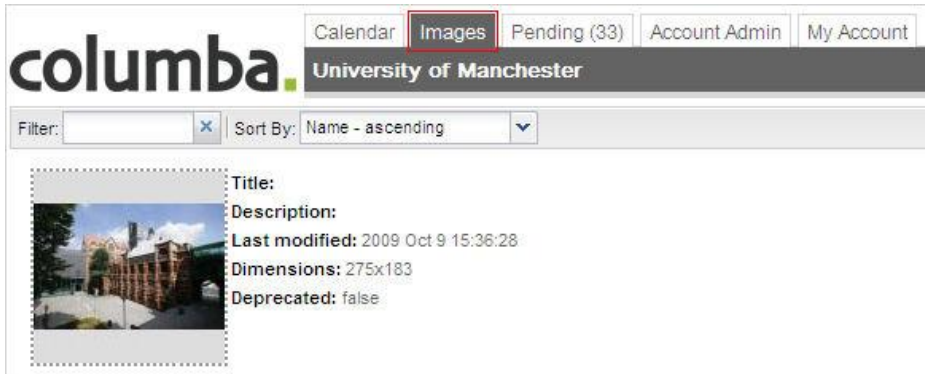 columba.
Calendar Images Pending (33) Account Admin My Account
University of Manchester
Filter: Sort By: Name - ascending
Title:
Description:
Last modified: 2009 Oct 9 15:36:28
Dimensions: 275x183
Deprecated: false